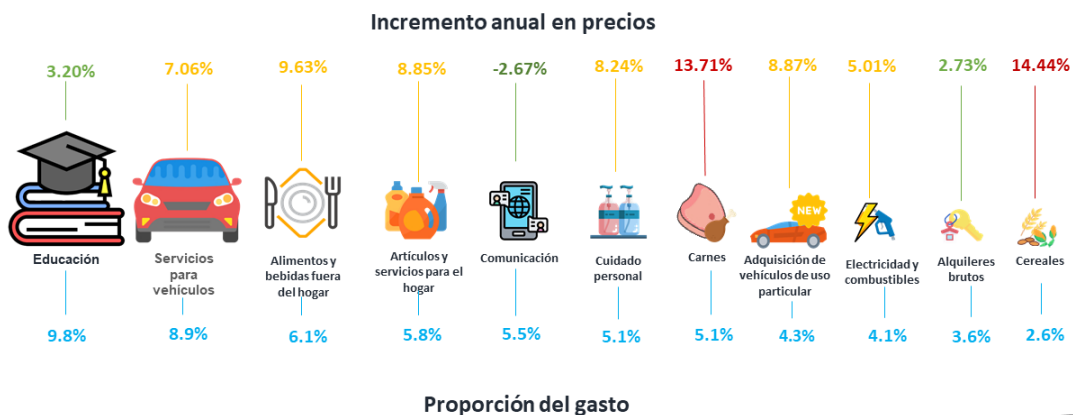 Incremento anual en precios
3.20% 7.06% 9.63% 8.85% -2.67% 8.24% 13.71% 8.87% 5.01% 2.73% 14.44%
NEW
Educación
Servicios
para
vehículos
Alimentos y
bebidas fuera
del hogar
Artículos y
servicios para el
hogar
Comunicación
Cuidado
personal
Carnes
Adquisición de
vehículos de uso
particular
Electricidad y
combustibles
Alquileres
brutos
Cereales
9.8% 8.9% 6.1% 5.8% 5.5% 5.1% 5.1% 4.3% 4.1% 3.6% 2.6%
Proporción del gasto